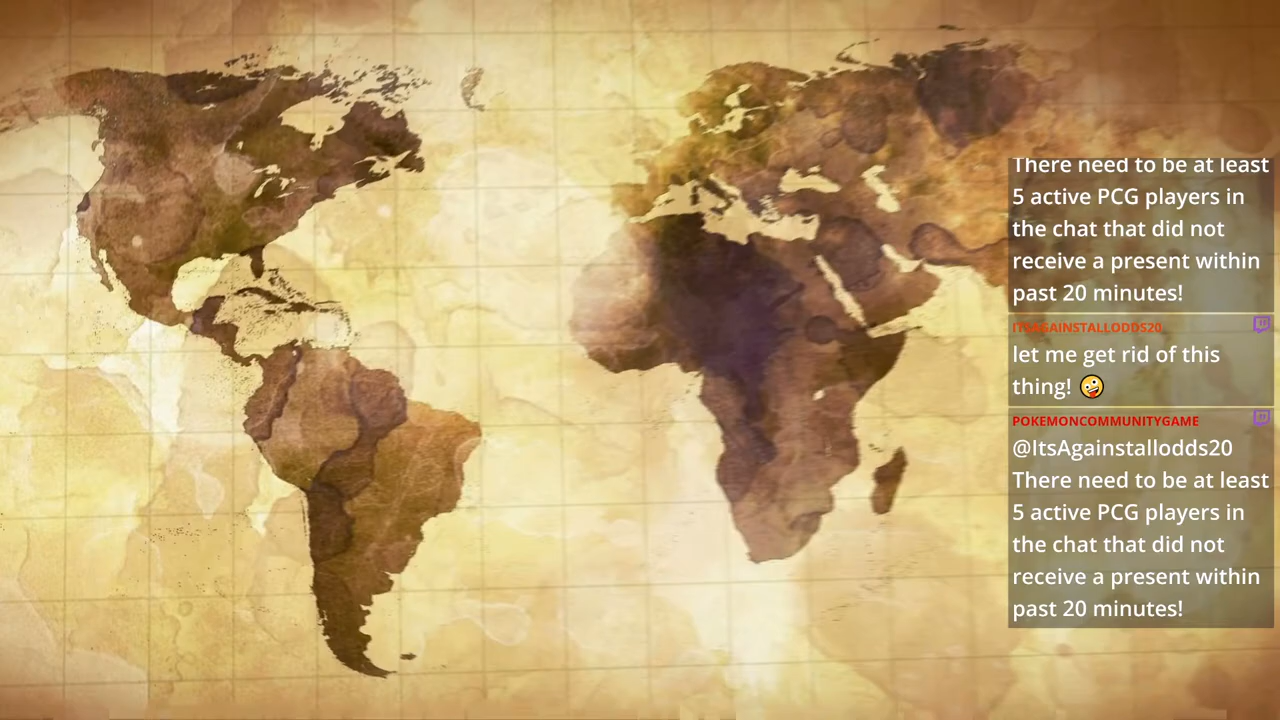 There need to be at least
5 active PCG players in
the chat that did not
receive a present within
past 20 minutes!
ITSAGAINSTALLODDS20
let me get rid of this
thing! 🤪
POKEMONCOMMUNITYGAME
@ItsAgainstallodds20
There need to be at least
5 active PCG players in
the chat that did not
receive a present within
past 20 minutes!